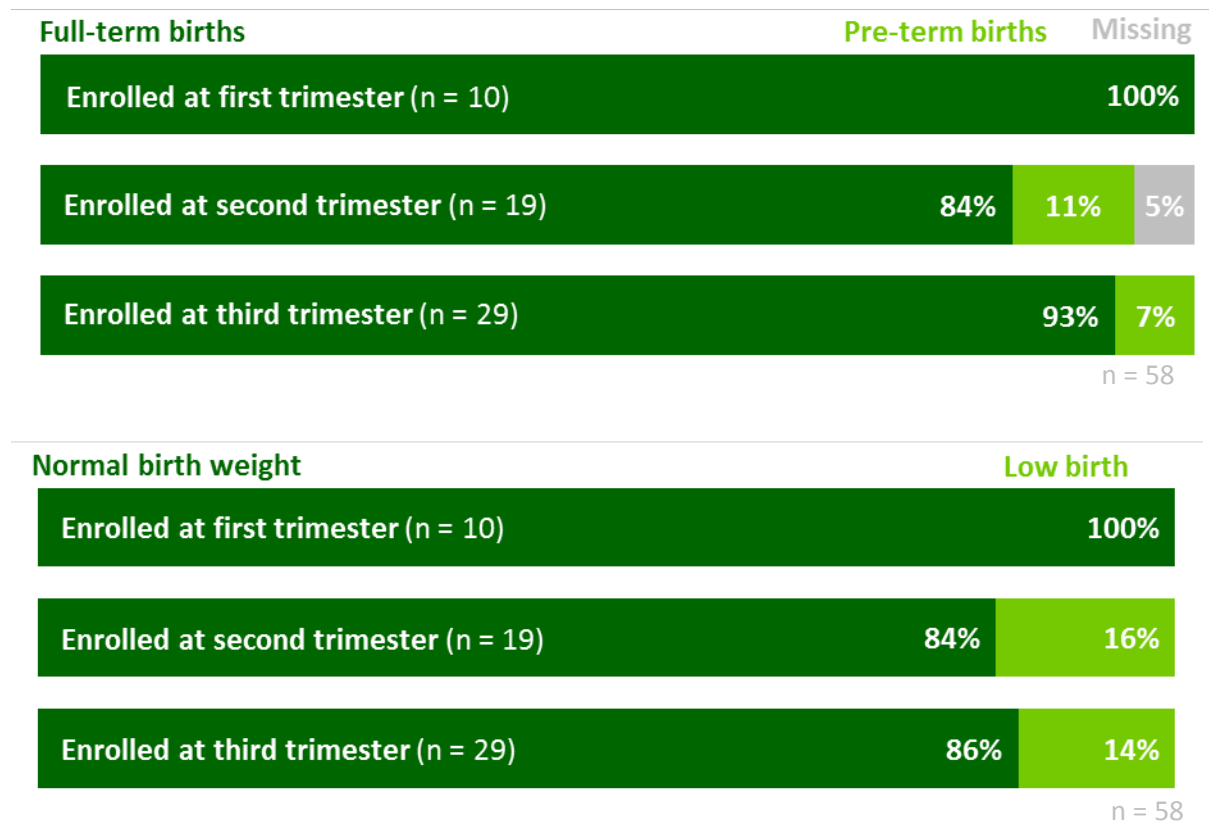 Full-term births Pre-term births Missing
Enrolled at first trimester (n = 10) 100%
Enrolled at second trimester (n = 19) 84% 11% 5%
Enrolled at third trimester (n = 29) 93% 7%
n = 58
Normal birth weight Low birth
Enrolled at first trimester (n = 10) 100%
Enrolled at second trimester (n = 19) 84% 16%
Enrolled at third trimester (n = 29) 86% 14%
n = 58